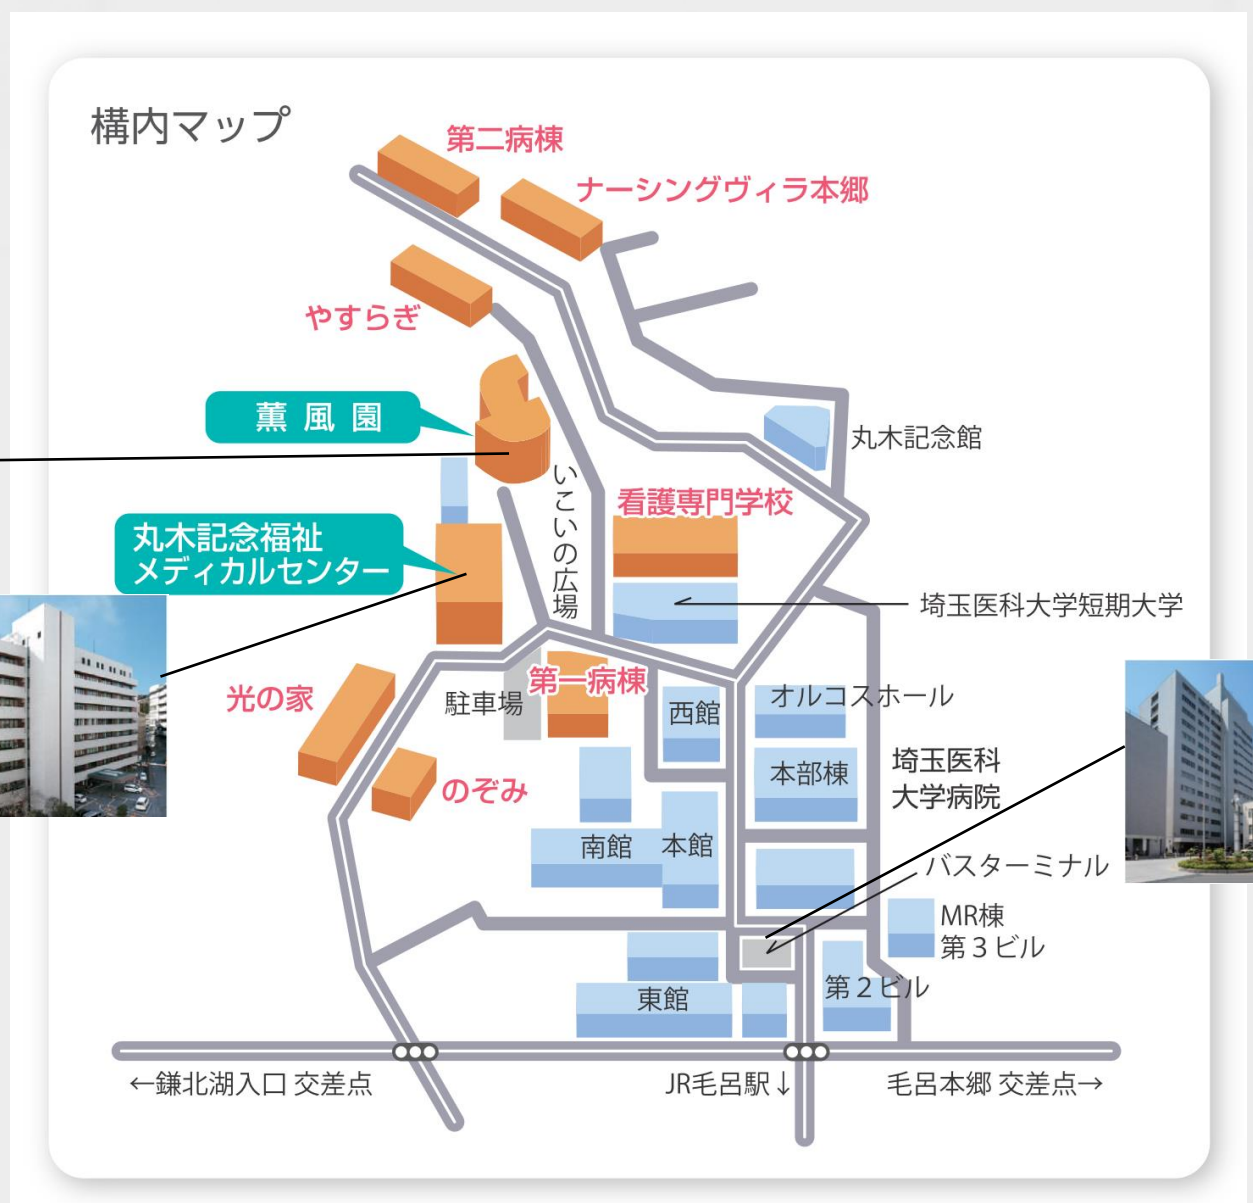 構内マップ
第二病棟
ナーシングヴィラ本郷
やすらぎ
薫風園
丸木記念館
いこいの広場
看護専門学校
丸木記念福祉
メディカルセンター
埼玉医科大学短期大学
第一病棟
光の家
駐車場
西館
オルコスホール
本部棟
埼玉医科
大学病院
のぞみ
南館
本館
バスターミナル
MR棟
第3ビル
第2ビル
東館
←鎌北湖入口 交差点
JR毛呂駅↓
毛呂本郷 交差点→